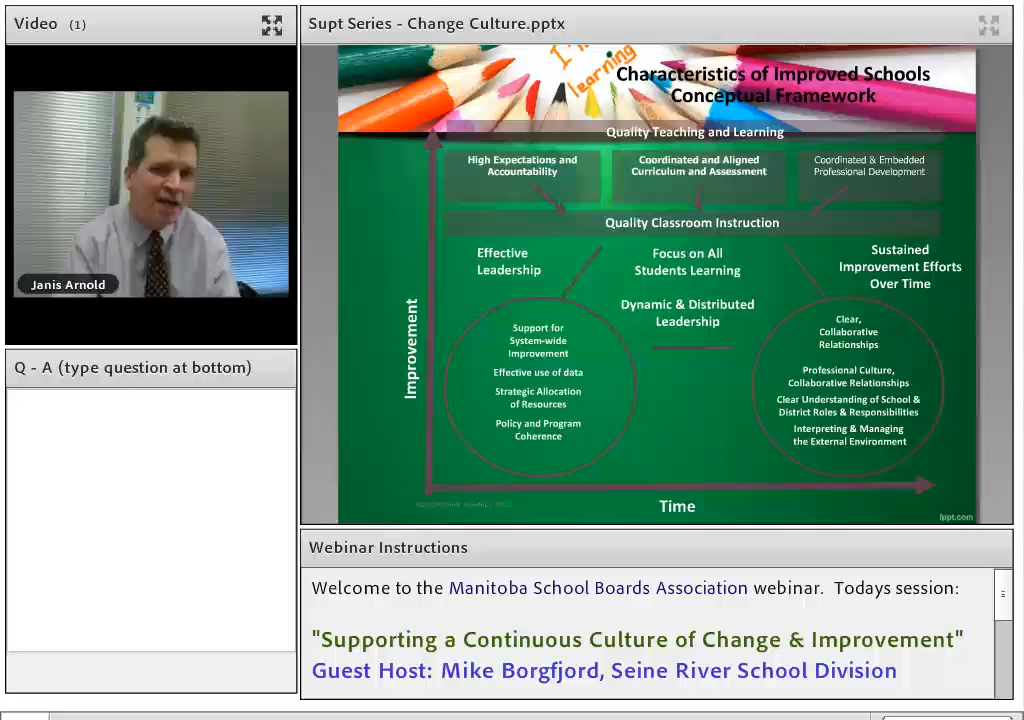 Video (1)
Janis Arnold
Q - A (type question at bottom)
Supt Series - Change Culture.pptx
I'm
learning
Characteristics of Improved Schools
Conceptual Framework
Quality Teaching and Learning
High Expectations and
Accountability
Coordinated and Aligned
Curriculum and Assessment
Coordinated & Embedded
Professional Development
Quality Classroom Instruction
Effective
Leadership
Focus on All
Students Learning
Sustained
Improvement Efforts
Over Time
Dynamic & Distributed
Leadership
Improvement
Support for
System-wide
Improvement
Effective use of data
Strategic Allocation
of Resources
Policy and Program
Coherence
Clear,
Collaborative
Relationships
Professional Culture,
Collaborative Relationships
Clear Understanding of School &
District Roles & Responsibilities
Interpreting & Managing
the External Environment
Time
fppt.com
Webinar Instructions
Welcome to the Manitoba School Boards Association webinar. Todays session:
"Supporting a Continuous Culture of Change & Improvement"
Guest Host: Mike Borgfjord, Seine River School Division